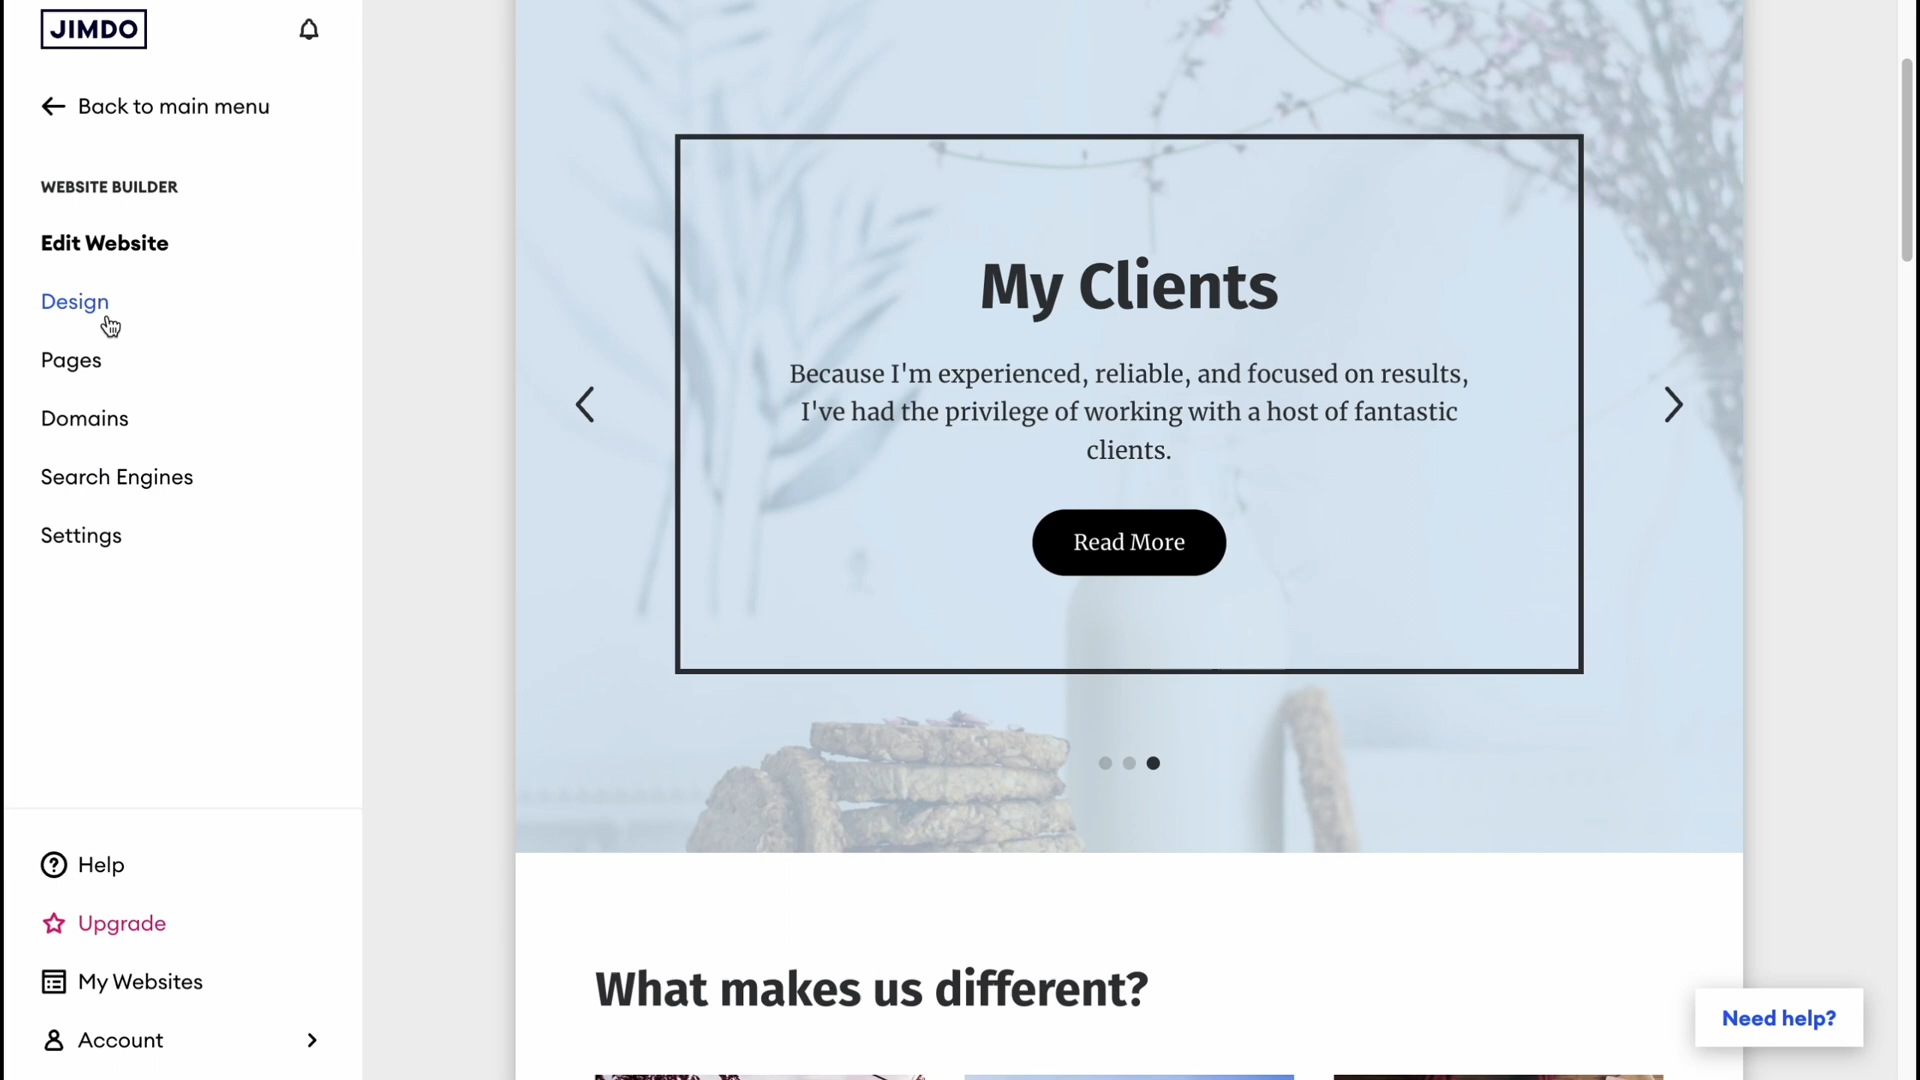 JIMDO
Back to main menu
WEBSITE BUILDER
Edit Website
Design
Pages
Domains
Search Engines
Settings
Help
Upgrade
My Websites
Account
My Clients
Because I'm experienced, reliable, and focused on results,
I've had the privilege of working with a host of fantastic
clients.
Read More
What makes us different?
Need help?